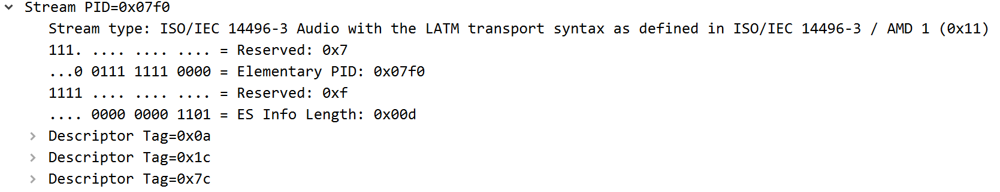 Stream PID=0x07f0
Stream type: ISO/IEC 14496-3 Audio with the LATM transport syntax as defined in ISO/IEC 14496-3 / AMD 1 (0x11)
111. .... .... .... = Reserved: 0x7
...0 0111 1111 0000 = Elementary PID: 0x07f0
1111 .... .... .... = Reserved: 0xf
.... 0000 0000 1101 = ES Info Length: 0x00d
Descriptor Tag=0x0a
Descriptor Tag=0x1c
Descriptor Tag=0x7c